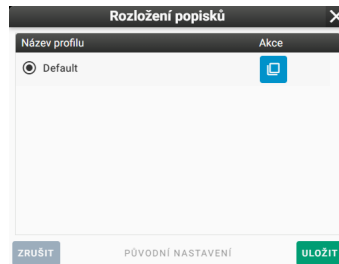 Rozložení popisků
Název profilu Akce
Default
ZRUŠIT PŮVODNÍ NASTAVENÍ ULOŽIT